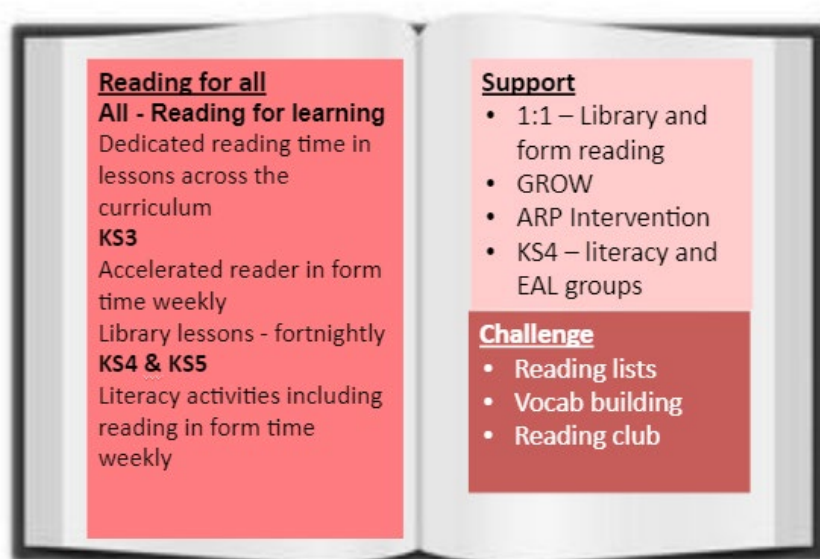 Reading for all
All - Reading for learning
Dedicated reading time in
lessons across the
curriculum
KS3
Accelerated reader in form
time weekly
Library lessons - fortnightly
KS4 & KS5
Literacy activities including
reading in form time
weekly
Support
• 1:1 – Library and
form reading
• GROW
• ARP Intervention
• KS4 – literacy and
EAL groups
Challenge
• Reading lists
• Vocab building
• Reading club